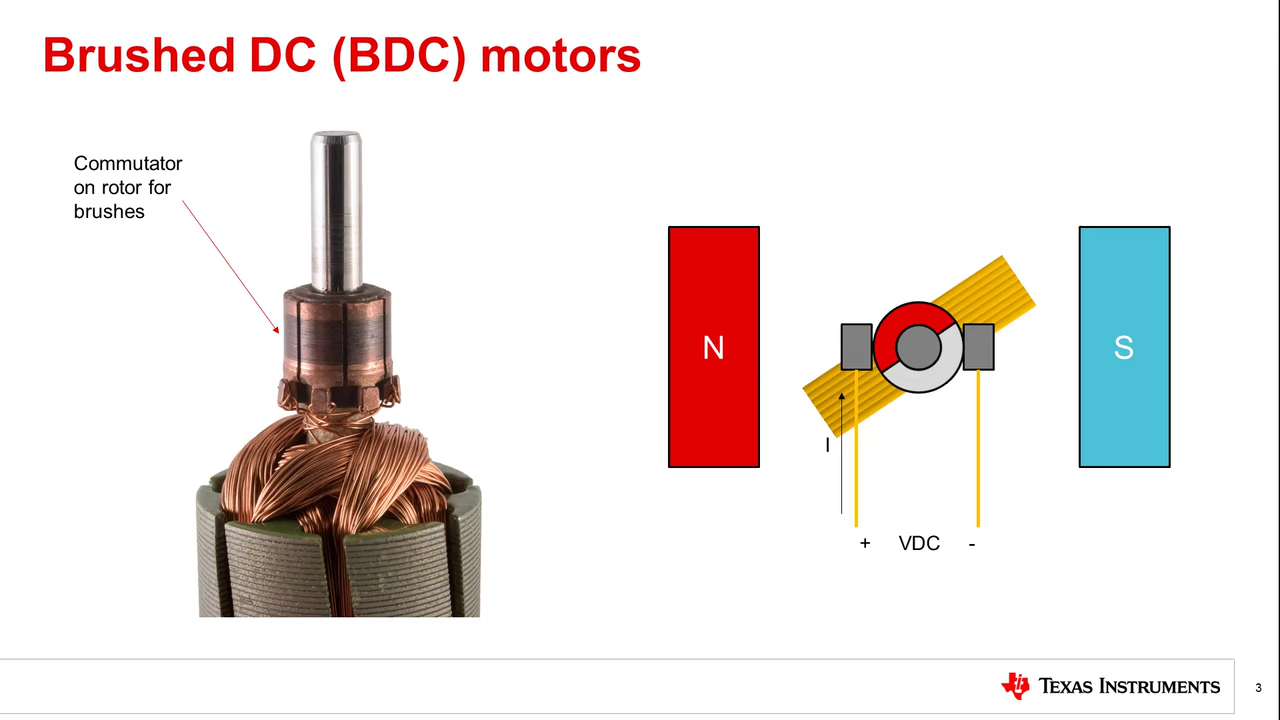 Brushed DC (BDC) motors
Commutator
on rotor for
brushes
N
S
I
+ VDC -
TEXAS INSTRUMENTS
3